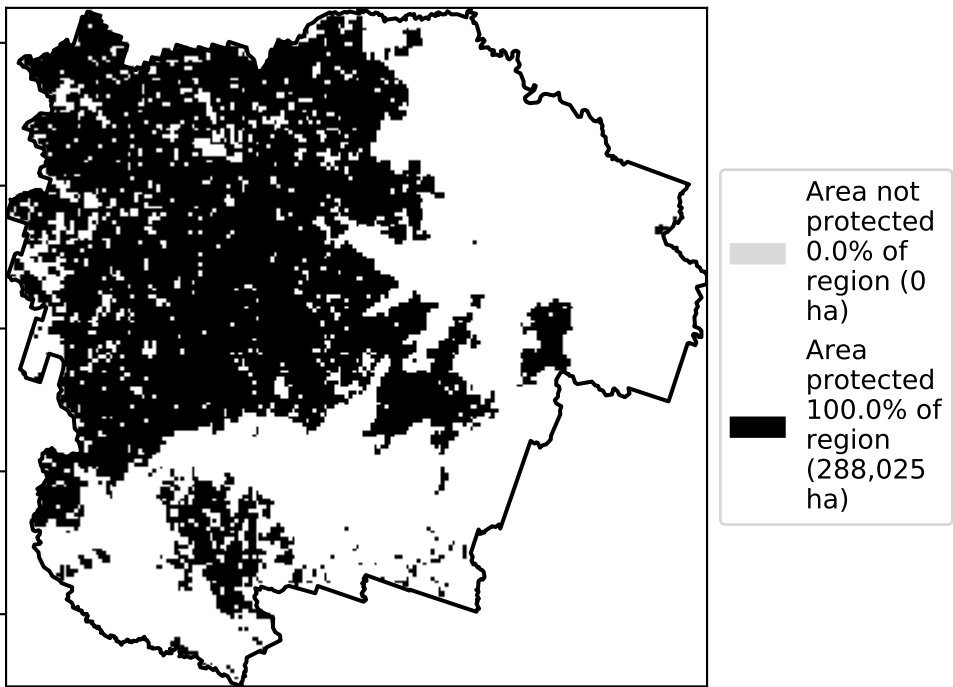 Area not
protected
0.0% of
region (0
ha)
Area
protected
100.0% of
region
(288,025
ha)